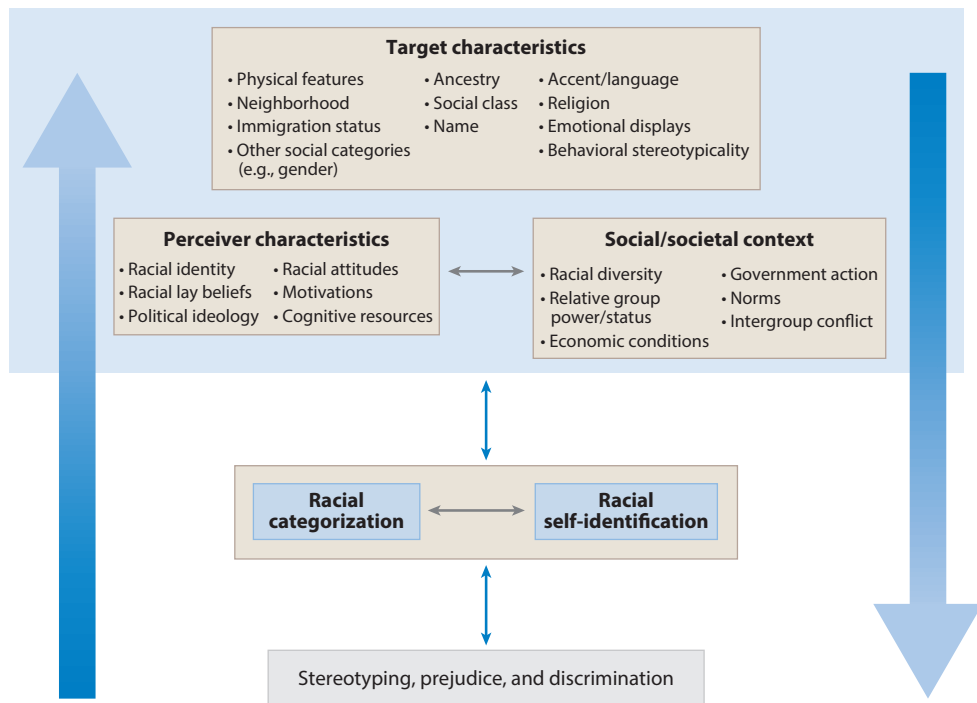 Target characteristics
• Physical features
• Neighborhood
• Immigration status
• Other social categories
(e.g., gender)
• Ancestry
• Social class
• Name
• Accent/language
• Religion
• Emotional displays
• Behavioral stereotypicality
Perceiver characteristics
• Racial identity
• Racial lay beliefs
• Political ideology
• Racial attitudes
• Motivations
• Cognitive resources
Social/societal context
• Racial diversity
• Relative group
power/status
• Economic conditions
• Government action
• Norms
• Intergroup conflict
Racial
categorization
Racial
self-identification
Stereotyping, prejudice, and discrimination